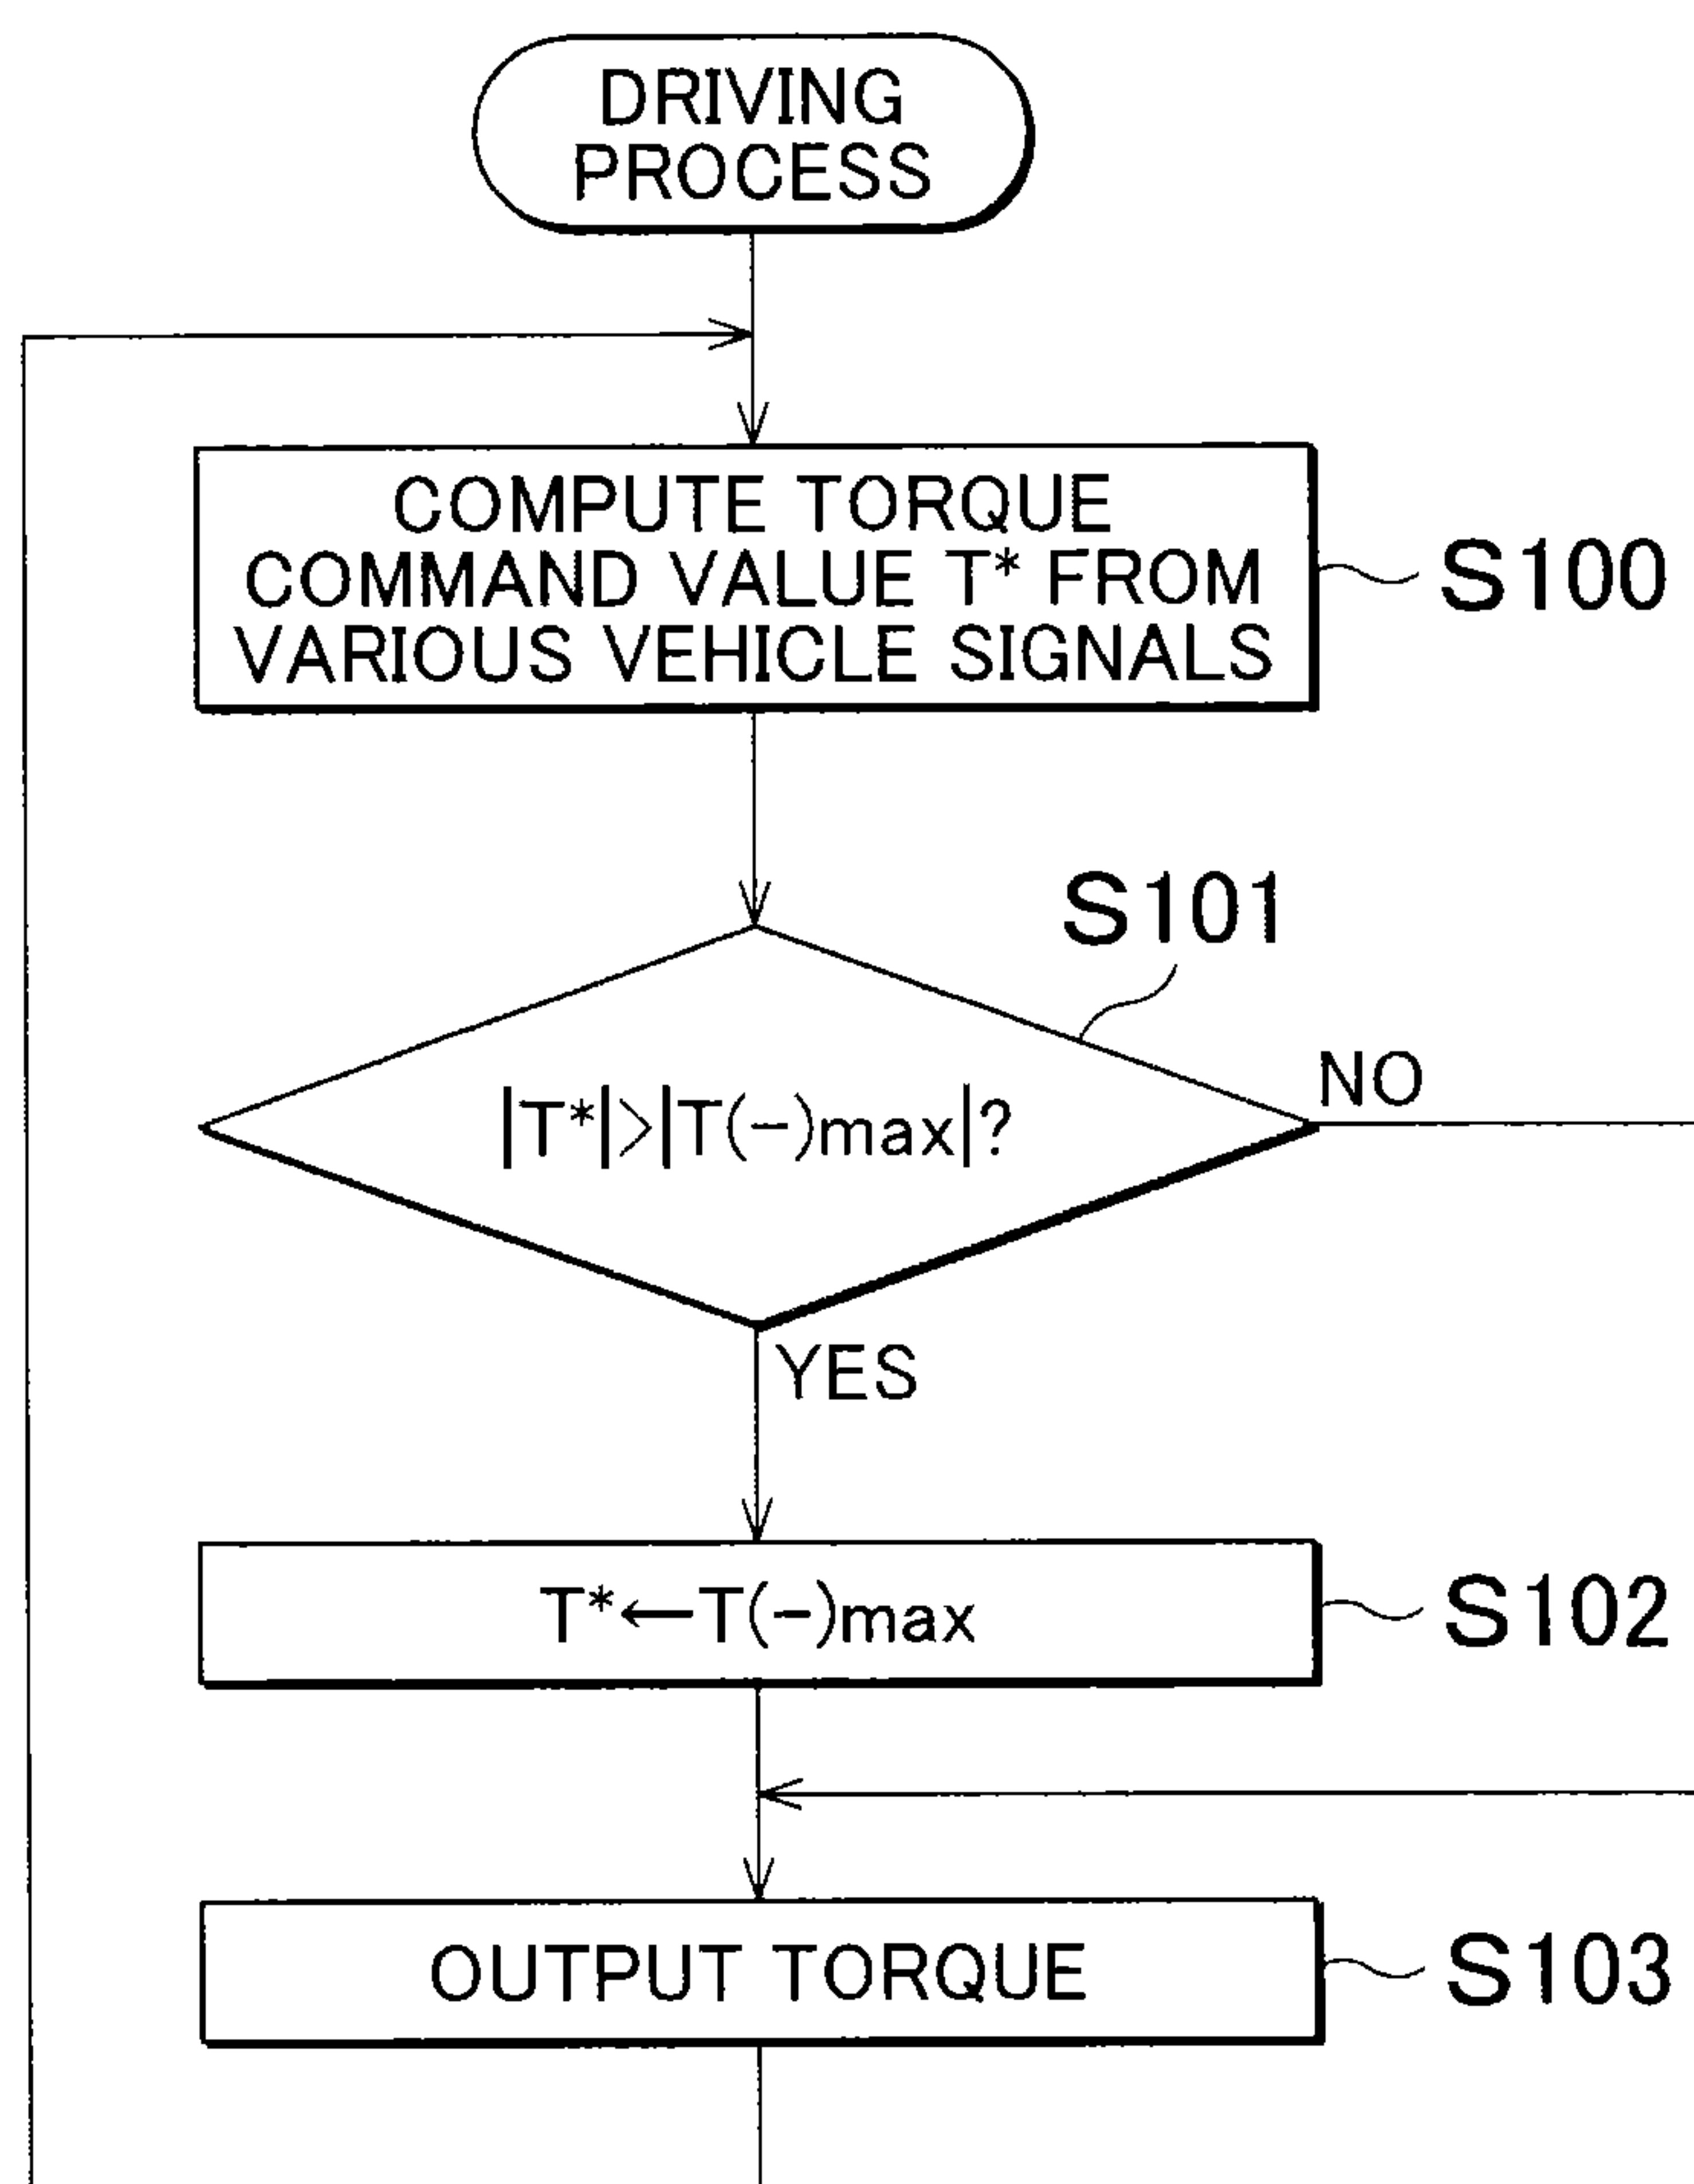 DRIVING
PROCESS
COMPUTE TORQUE
COMMAND VALUE T* FROM
VARIOUS VEHICLE SIGNALS
S100
S101
|T*|>|T(−)max|?
NO
YES
T*←T(−)max
S102
OUTPUT TORQUE
S103